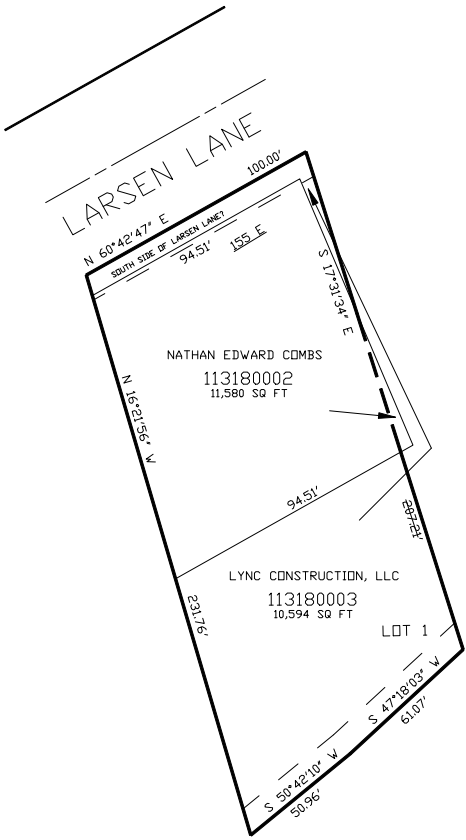 LARSEN LANE
100.00'
N 60°42'47" E
SOUTH SIDE OF LARSEN LANE?
94.51'
155 E
S 17°31'34" E
NATHAN EDWARD COMBS
113180002
11,580 SQ FT
N 16°21'56" W
94.51'
207.21'
LYNC CONSTRUCTION, LLC
113180003
10,594 SQ FT
231.76'
LOT 1
S 47°18'03" W
61.07'
S 50°42'10" W
50.96'